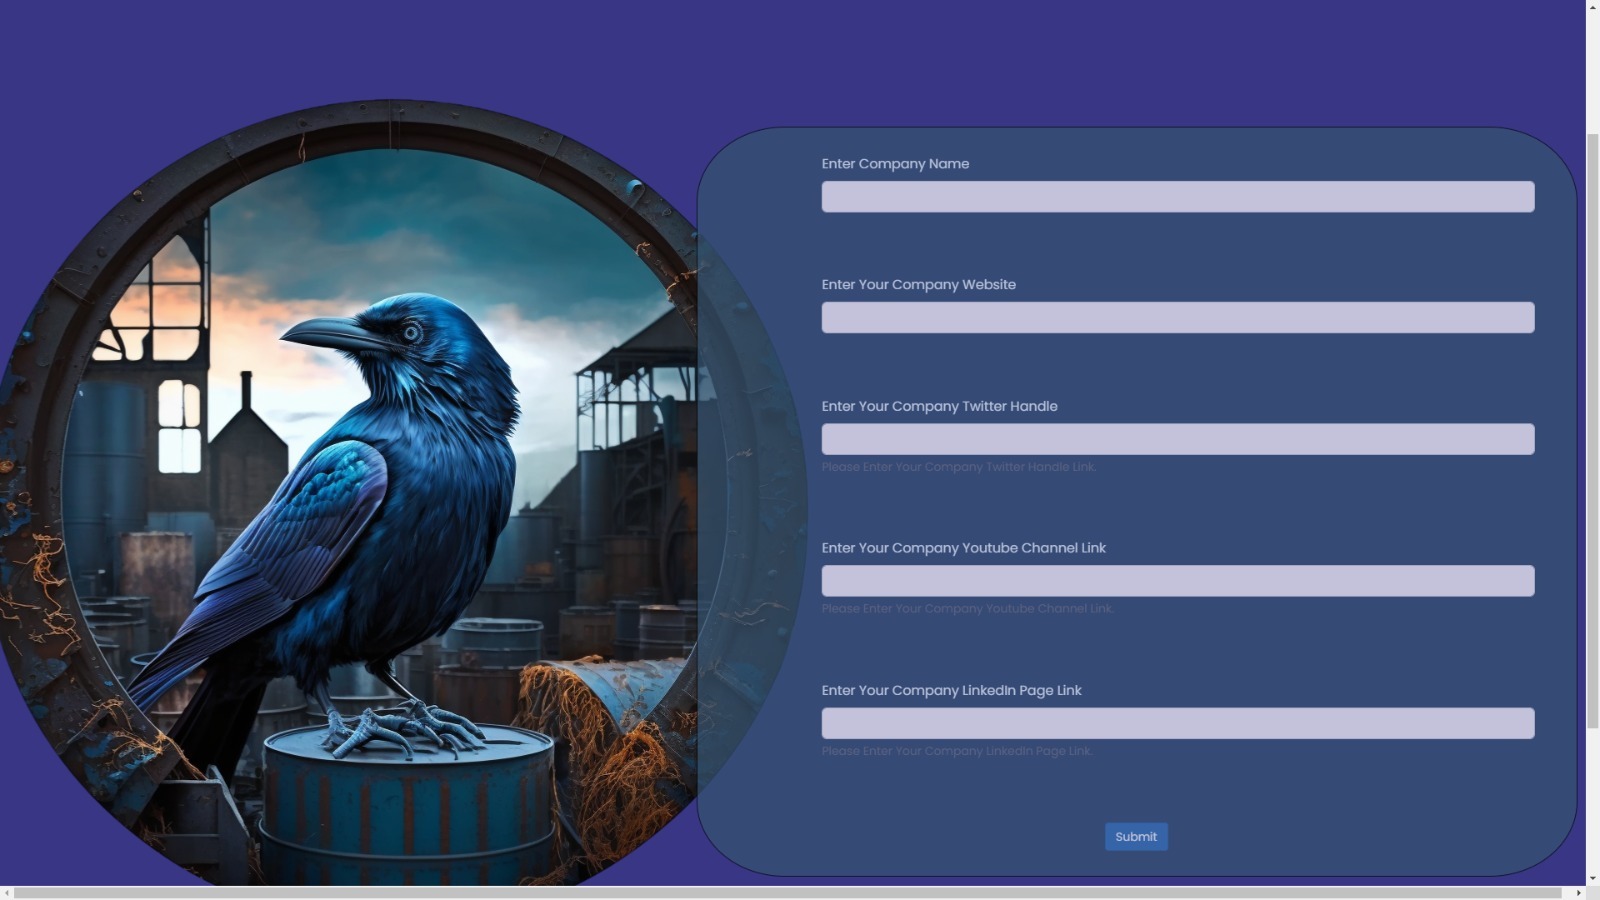 Enter Company Name
Enter Your Company Website
Enter Your Company Twitter Handle
Please Enter Your Company Twitter Handle Link.
Enter Your Company Youtube Channel Link
Please Enter Your Company Youtube Channel Link.
Enter Your Company LinkedIn Page Link
Please Enter Your Company LinkedIn Page Link.
Submit